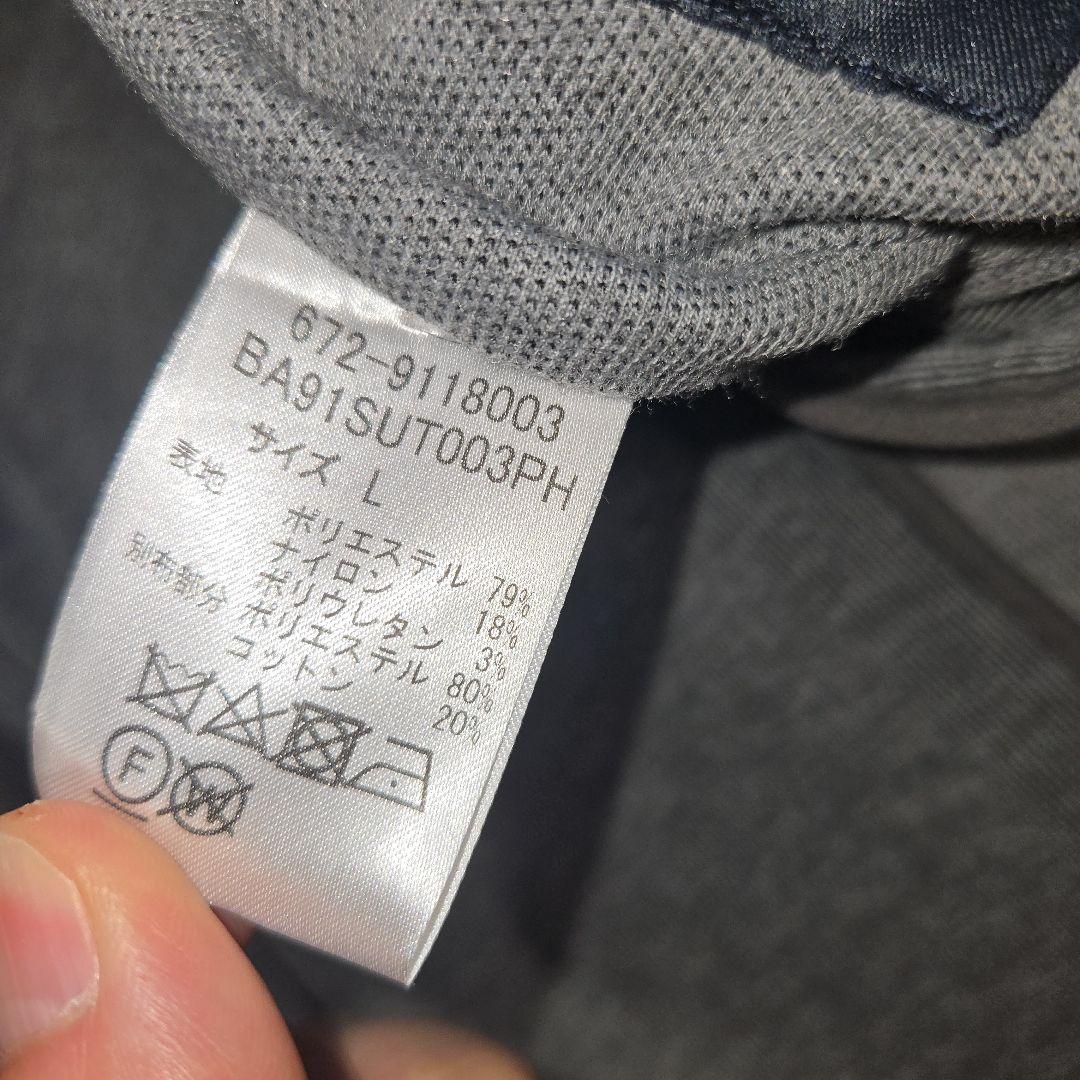 672-9118003
BA91SUT003PH
サイズ L
表地 ポリエステル 79%
ナイロン 18%
ポリウレタン 3%
別布部分 ポリエステル 80%
コットン 20%
F W